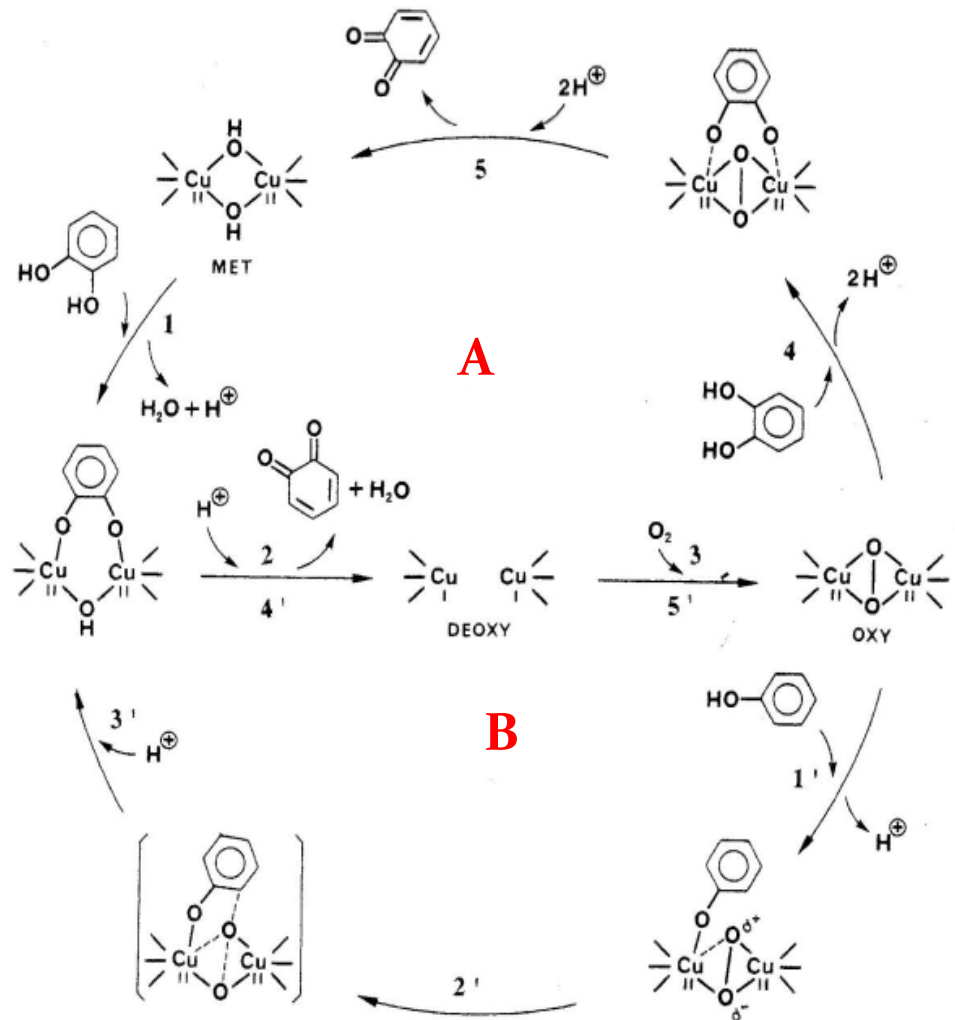 O
O
2H⊕
5
H
O
Cu
II
Cu
II
O
H
MET
O
O
O
Cu
II
Cu
II
O
HO
HO
1
H₂O + H⊕
A
4
2H⊕
HO
HO
O
O
Cu
II
Cu
II
O
H
H⊕
2
4'
O
O
+ H₂O
Cu
I
Cu
I
DEOXY
O₂
3
5'
O
Cu
II
Cu
II
O
OXY
3'
H⊕
B
HO
1'
H⊕
O
O
Cu
II
Cu
II
O
2'
O
O
d+
Cu
II
Cu
II
O
d-